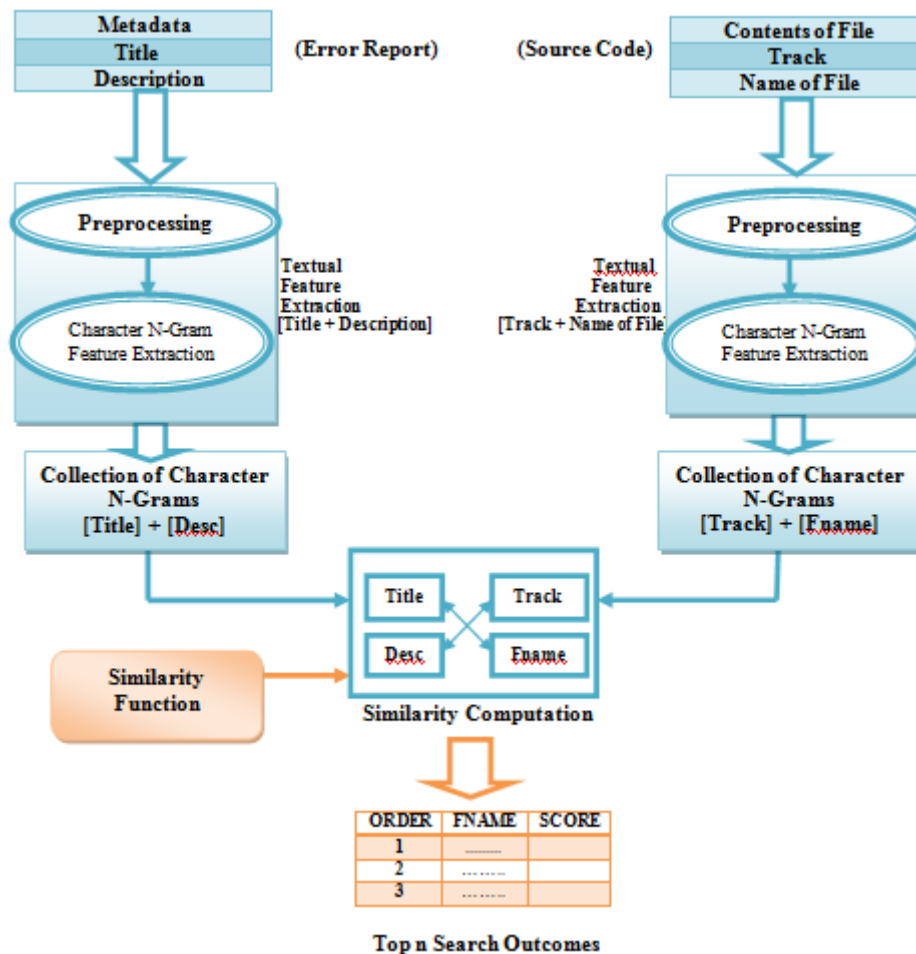 Metadata
Title
Description
(Error Report)
(Source Code)
Contents of File
Track
Name of File
Preprocessing
Character N-Gram
Feature Extraction
Textual
Feature
Extraction
[Title + Description]
Textual
Feature
Extraction
[Track + Name of File]
Preprocessing
Character N-Gram
Feature Extraction
Collection of Character
N-Grams
[Title] + [Desc]
Collection of Character
N-Grams
[Track] + [Fname]
Title
Track
Desc
Fname
Similarity
Function
Similarity Computation
ORDER FNAME SCORE
1 ..........
2 ........
3 ........
Top n Search Outcomes